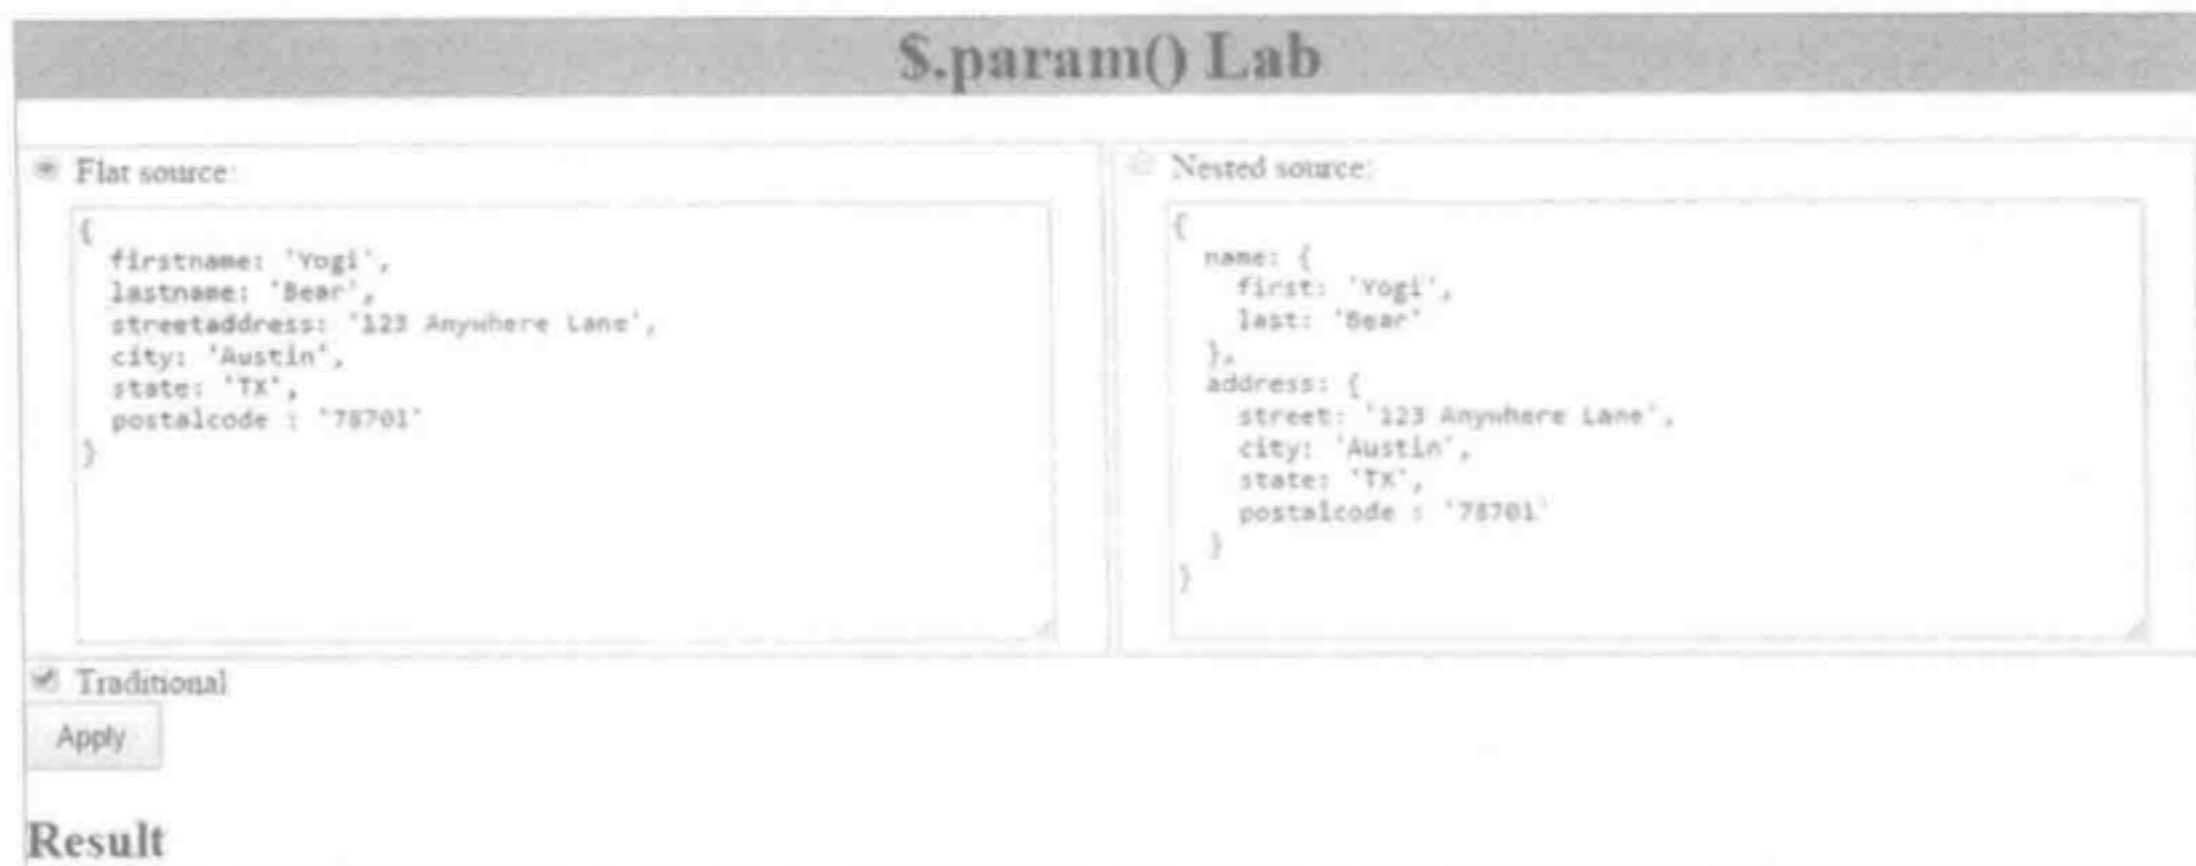 $.param() Lab
Flat source:
{
firstname: 'Yogi',
lastname: 'Bear',
streetaddress: '123 Anywhere Lane',
city: 'Austin',
state: 'TX',
postalcode : '78701'
}
Nested source:
{
name: {
first: 'Yogi',
last: 'Bear'
},
address: {
street: '123 Anywhere Lane',
city: 'Austin',
state: 'TX',
postalcode : '78701'
}
}
Traditional
Apply
Result